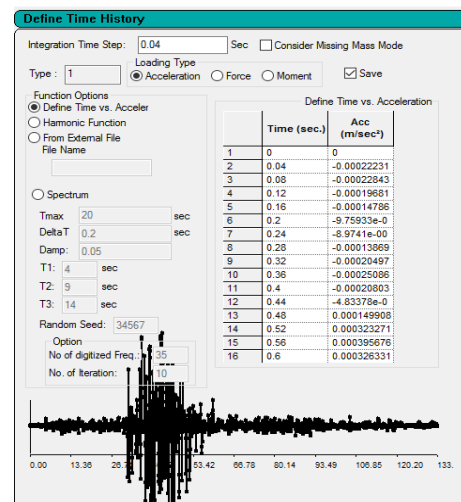 Define Time History
Integration Time Step: 0.04 Sec Consider Missing Mass Mode
Type : 1 Loading Type Acceleration Force Moment Save
Function Options
Define Time vs. Acceler
Harmonic Function
From External File
File Name
Spectrum
Tmax 20 sec
DeltaT 0.2 sec
Damp: 0.05
T1: 4 sec
T2: 9 sec
T3: 14 sec
Random Seed: 34567
Option
No of digitized Freq.: 35
No. of Iteration: 10
Define Time vs. Acceleration
Time (sec.) Acc (m/sec²)
1 0 0
2 0.04 -0.00022231
3 0.08 -0.00022843
4 0.12 -0.00019681
5 0.16 -0.00014786
6 0.2 -9.75933e-0
7 0.24 -8.9741e-00
8 0.28 -0.00013869
9 0.32 -0.00020497
10 0.36 -0.00025086
11 0.4 -0.00020803
12 0.44 -4.83378e-0
13 0.48 0.000149908
14 0.52 0.000323271
15 0.56 0.000395676
16 0.6 0.000326331
0.00 13.36 26.7 53.42 66.78 80.14 93.49 106.85 120.20 133.